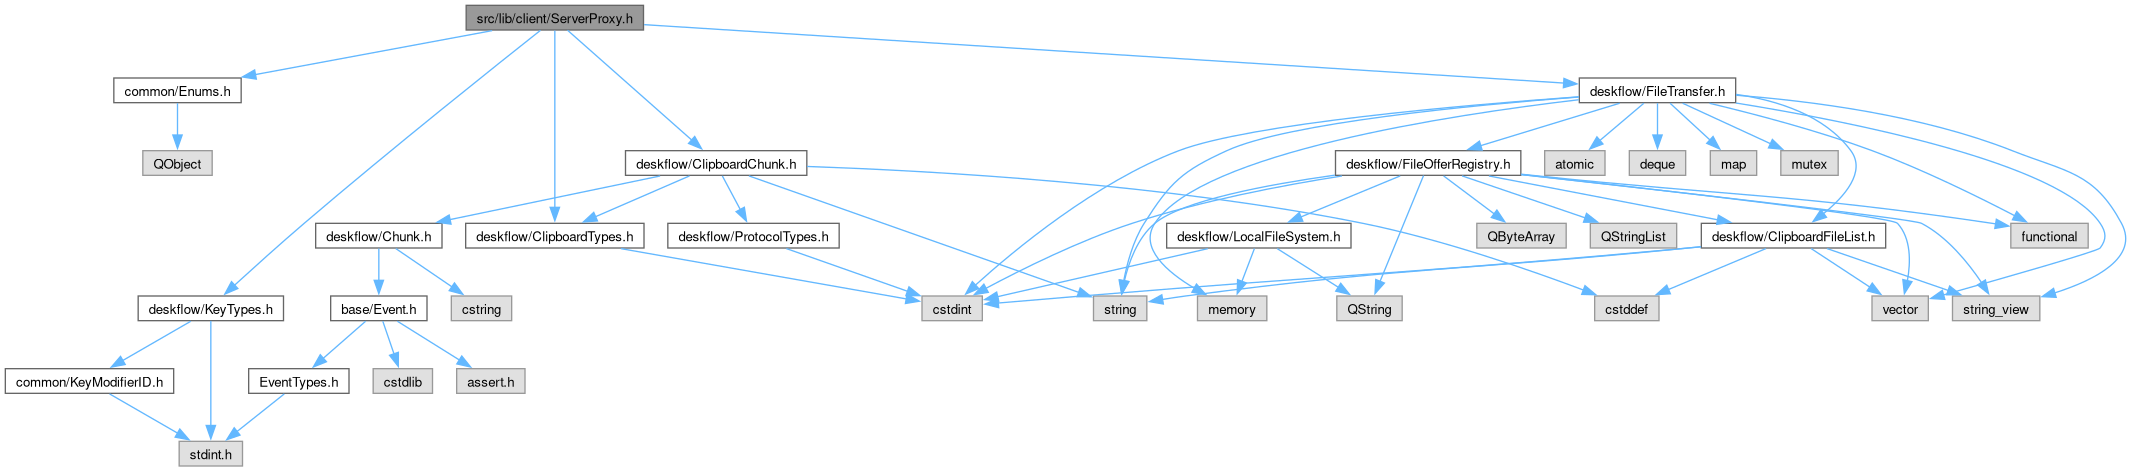 src/lib/client/ServerProxy.h
common/Enums.h
deskflow/FileTransfer.h
QObject
deskflow/ClipboardChunk.h
deskflow/FileOfferRegistry.h
atomic
deque
map
mutex
deskflow/Chunk.h
deskflow/ClipboardTypes.h
deskflow/ProtocolTypes.h
deskflow/LocalFileSystem.h
QByteArray
QStringList
deskflow/ClipboardFileList.h
functional
deskflow/KeyTypes.h
base/Event.h
cstring
cstdint
string
memory
QString
cstddef
vector
string_view
common/KeyModifierID.h
EventTypes.h
cstdlib
assert.h
stdint.h